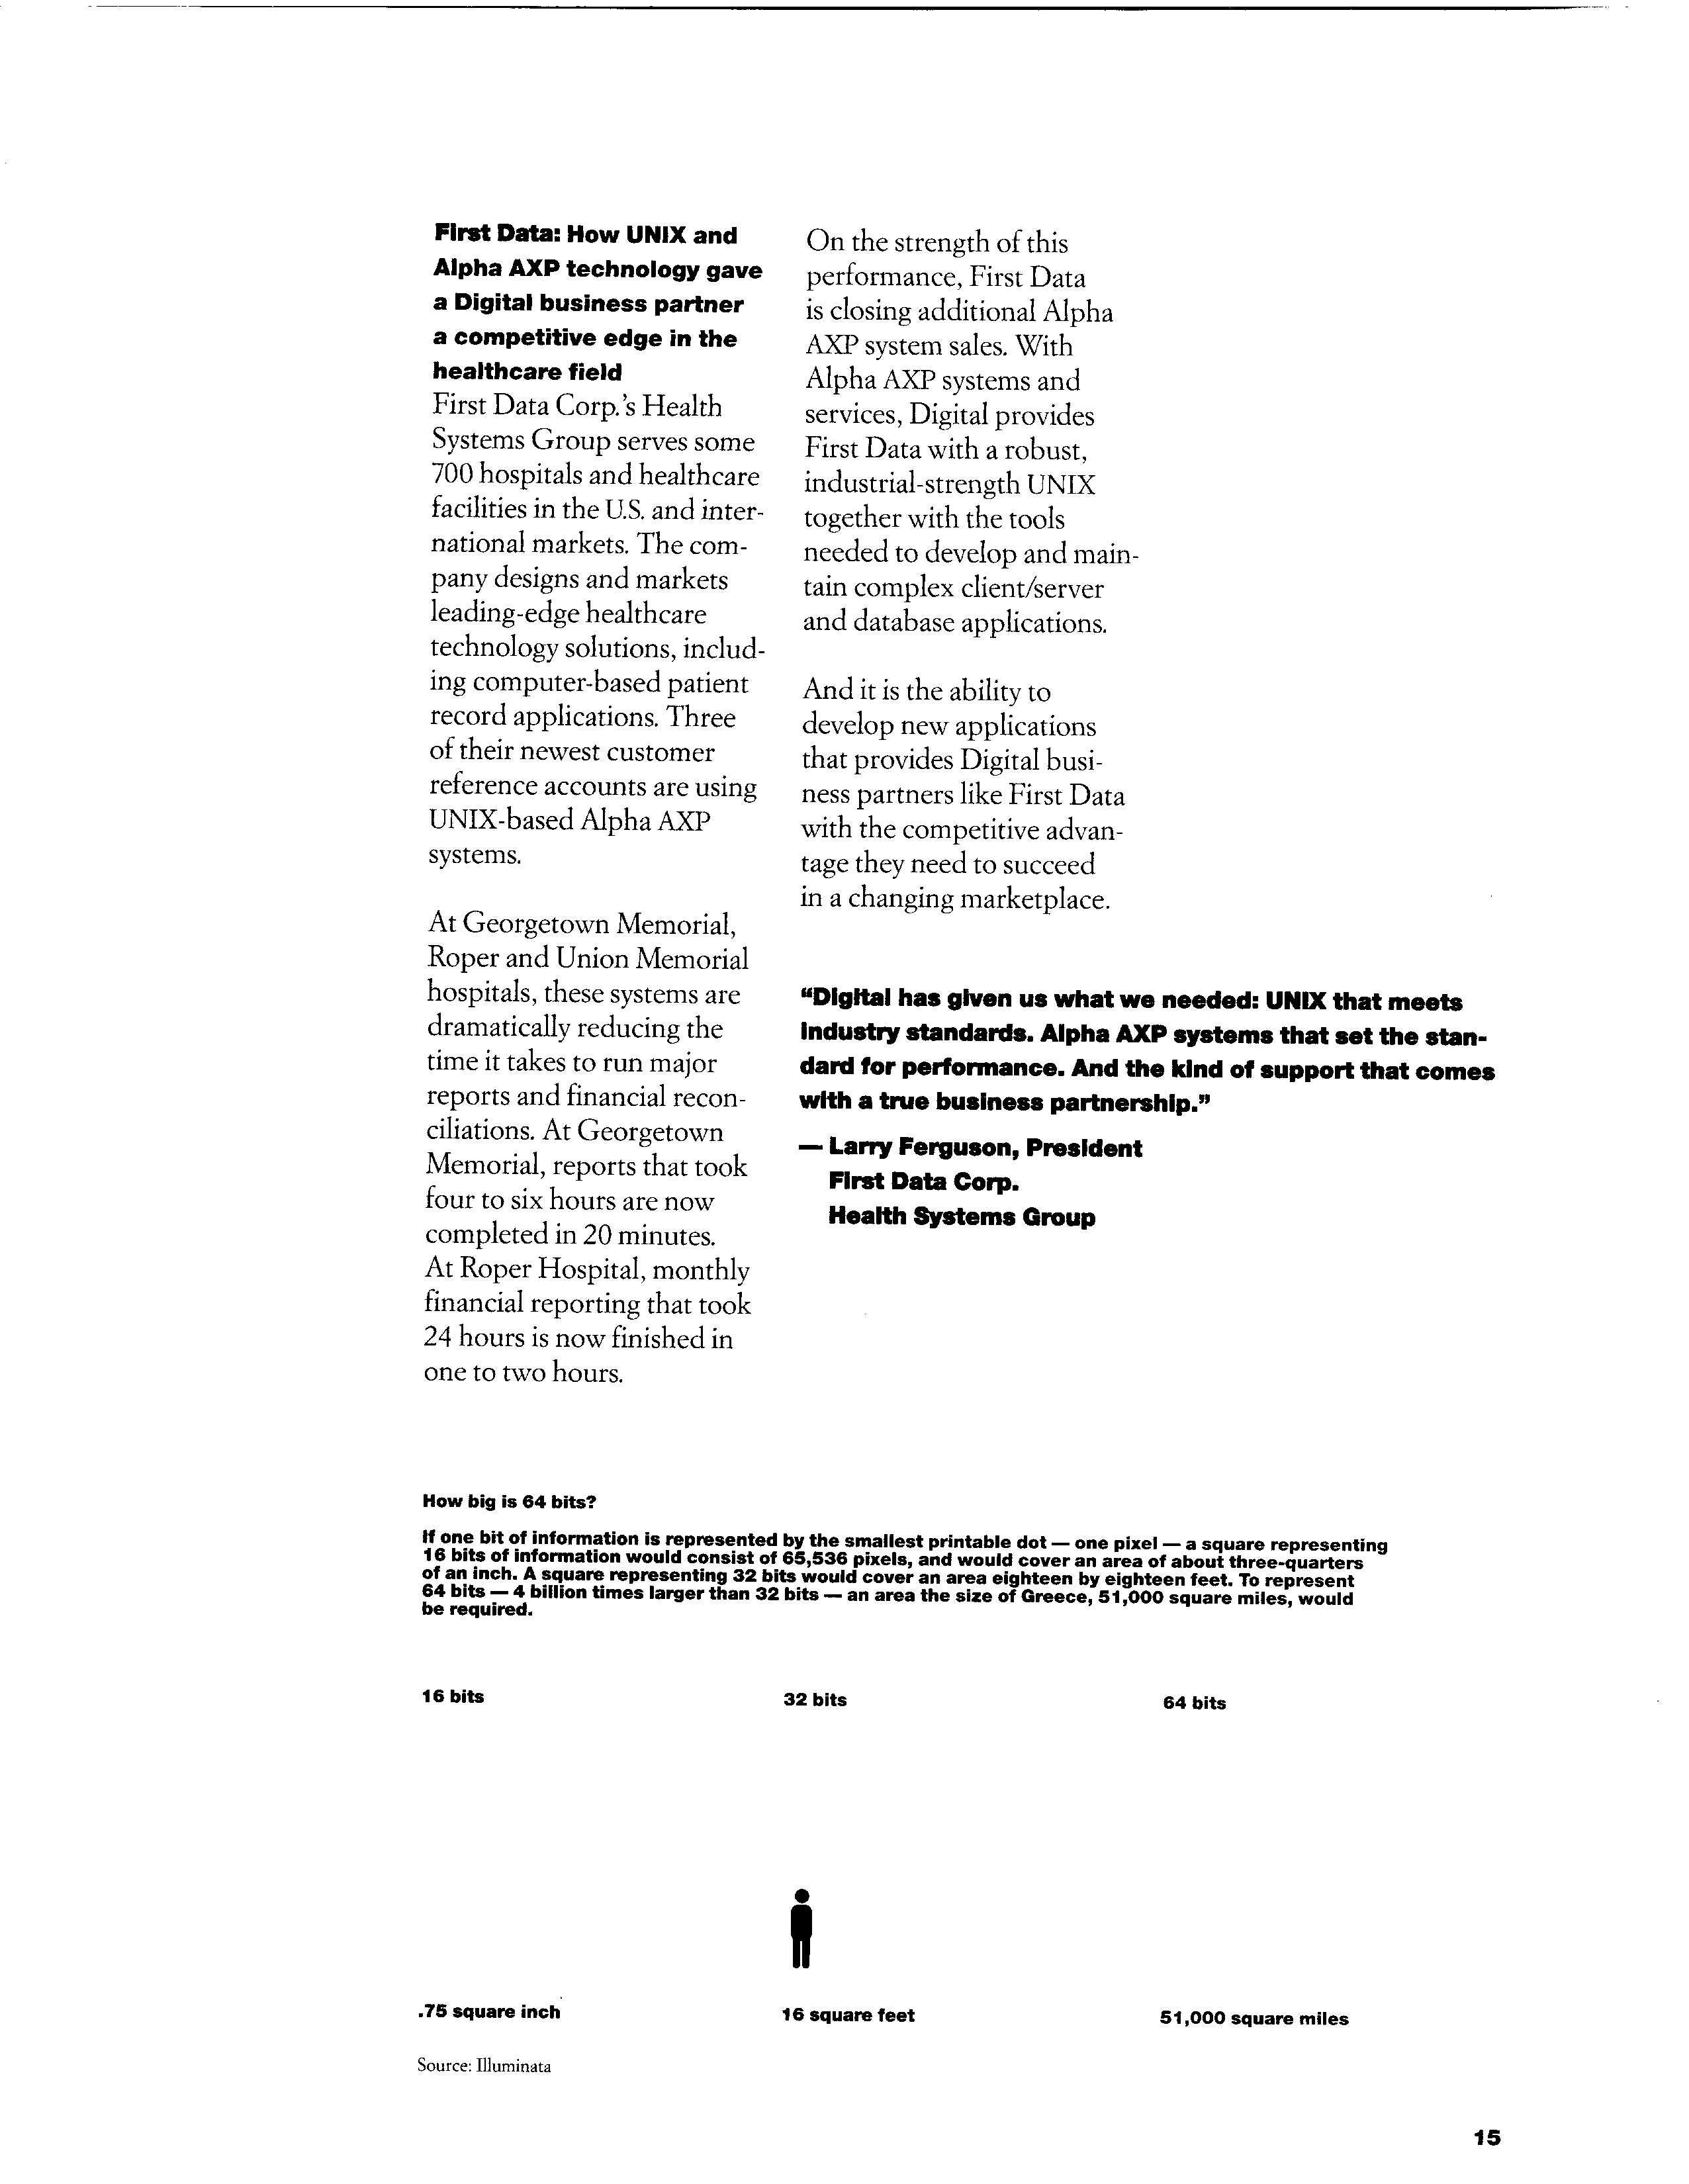 First Data: How UNIX and
Alpha AXP technology gave
a Digital business partner
a competitive edge in the
healthcare field
First Data Corp.'s Health
Systems Group serves some
700 hospitals and healthcare
facilities in the U.S. and inter-
national markets. The com-
pany designs and markets
leading-edge healthcare
technology solutions, includ-
ing computer-based patient
record applications. Three
of their newest customer
reference accounts are using
UNIX-based Alpha AXP
systems.
At Georgetown Memorial,
Roper and Union Memorial
hospitals, these systems are
dramatically reducing the
time it takes to run major
reports and financial recon-
ciliations. At Georgetown
Memorial, reports that took
four to six hours are now
completed in 20 minutes.
At Roper Hospital, monthly
financial reporting that took
24 hours is now finished in
one to two hours.
On the strength of this
performance, First Data
is closing additional Alpha
AXP system sales. With
Alpha AXP systems and
services, Digital provides
First Data with a robust,
industrial-strength UNIX
together with the tools
needed to develop and main-
tain complex client/server
and database applications.
And it is the ability to
develop new applications
that provides Digital busi-
ness partners like First Data
with the competitive advan-
tage they need to succeed
in a changing marketplace.
“Digital has given us what we needed: UNIX that meets
industry standards. Alpha AXP systems that set the stan-
dard for performance. And the kind of support that comes
with a true business partnership.”
— Larry Ferguson, President
First Data Corp.
Health Systems Group
How big is 64 bits?
If one bit of information is represented by the smallest printable dot — one pixel — a square representing
16 bits of information would consist of 65,536 pixels, and would cover an area of about three-quarters
of an inch. A square representing 32 bits would cover an area eighteen by eighteen feet. To represent
64 bits — 4 billion times larger than 32 bits — an area the size of Greece, 51,000 square miles, would
be required.
16 bits
32 bits
64 bits
.75 square inch
16 square feet
51,000 square miles
Source: Illuminata
15